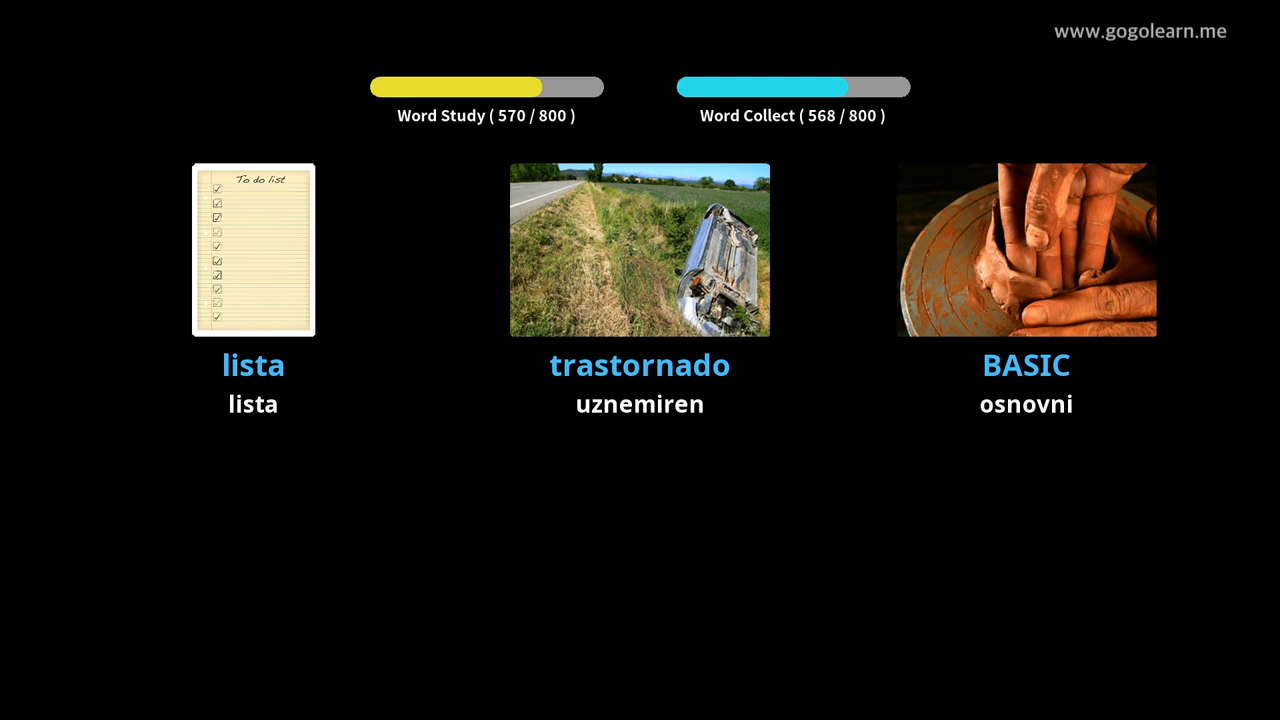 www.gogolearn.me
Word Study ( 570 / 800 )
Word Collect ( 568 / 800 )
To do list
lista
trastornado
BASIC
lista
uznemiren
osnovni